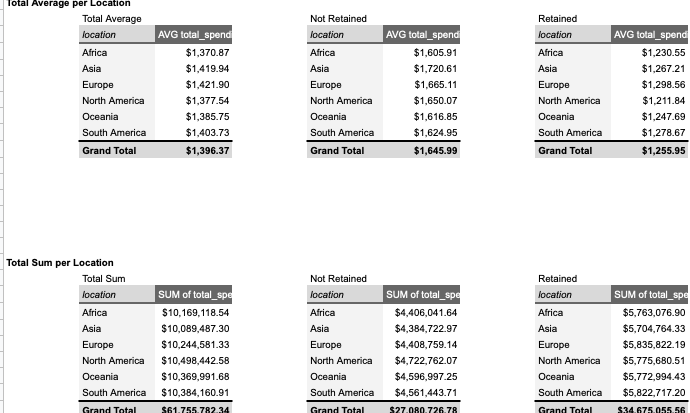 Total Average per Location
Total Average Not Retained Retained
location AVG total_spend location AVG total_spend location AVG total_spend
Africa $1,370.87 Africa $1,605.91 Africa $1,230.55
Asia $1,419.94 Asia $1,720.61 Asia $1,267.21
Europe $1,421.90 Europe $1,665.11 Europe $1,298.56
North America $1,377.54 North America $1,650.07 North America $1,211.84
Oceania $1,385.75 Oceania $1,616.85 Oceania $1,247.69
South America $1,403.73 South America $1,624.95 South America $1,278.67
Grand Total $1,396.37 Grand Total $1,645.99 Grand Total $1,255.95
Total Sum per Location
Total Sum Not Retained Retained
location SUM of total_spe location SUM of total_spe location SUM of total_spe
Africa $10,169,118.54 Africa $4,406,041.64 Africa $5,763,076.90
Asia $10,089,487.30 Asia $4,384,722.97 Asia $5,704,764.33
Europe $10,244,581.33 Europe $4,408,759.14 Europe $5,835,822.19
North America $10,498,442.58 North America $4,722,762.07 North America $5,775,680.51
Oceania $10,369,991.68 Oceania $4,596,997.25 Oceania $5,772,994.43
South America $10,384,160.91 South America $4,561,443.71 South America $5,822,717.20
Grand Total $61,755,782.34 Grand Total $27,080,726.78 Grand Total $34,675,055.56